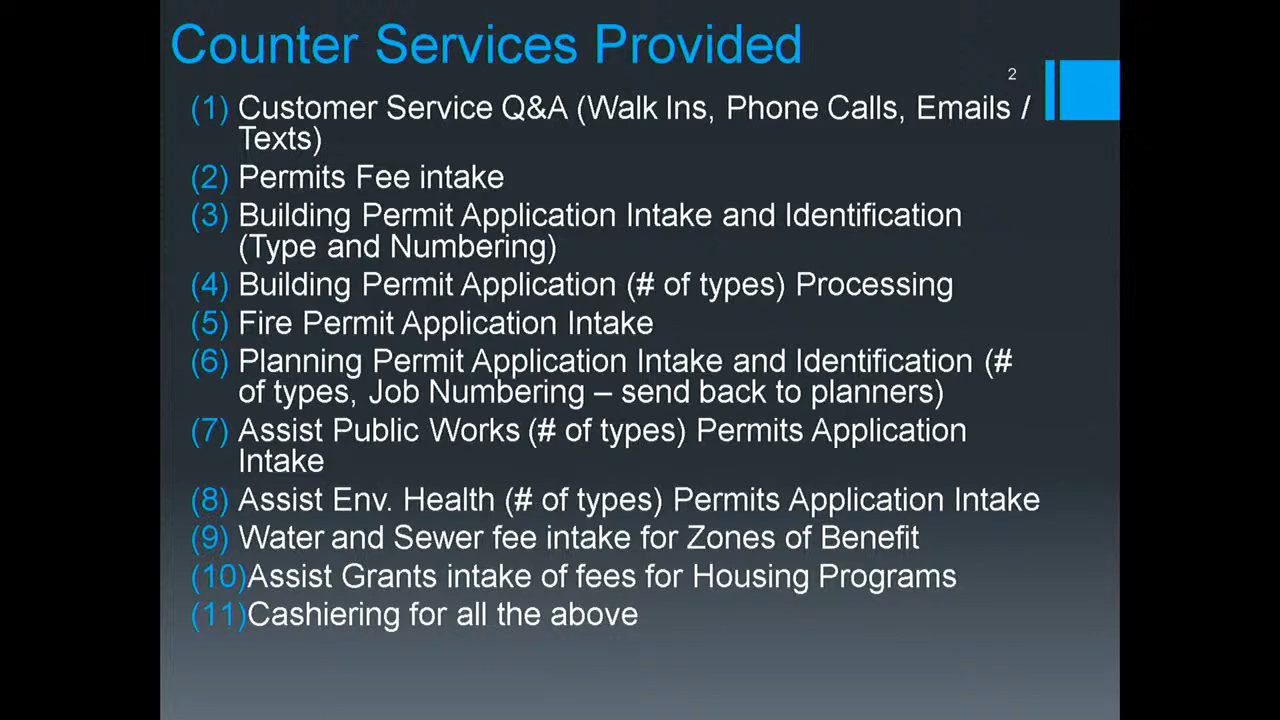 Counter Services Provided
2
(1) Customer Service Q&A (Walk Ins, Phone Calls, Emails /
Texts)
(2) Permits Fee intake
(3) Building Permit Application Intake and Identification
(Type and Numbering)
(4) Building Permit Application (# of types) Processing
(5) Fire Permit Application Intake
(6) Planning Permit Application Intake and Identification (#
of types, Job Numbering – send back to planners)
(7) Assist Public Works (# of types) Permits Application
Intake
(8) Assist Env. Health (# of types) Permits Application Intake
(9) Water and Sewer fee intake for Zones of Benefit
(10)Assist Grants intake of fees for Housing Programs
(11)Cashiering for all the above